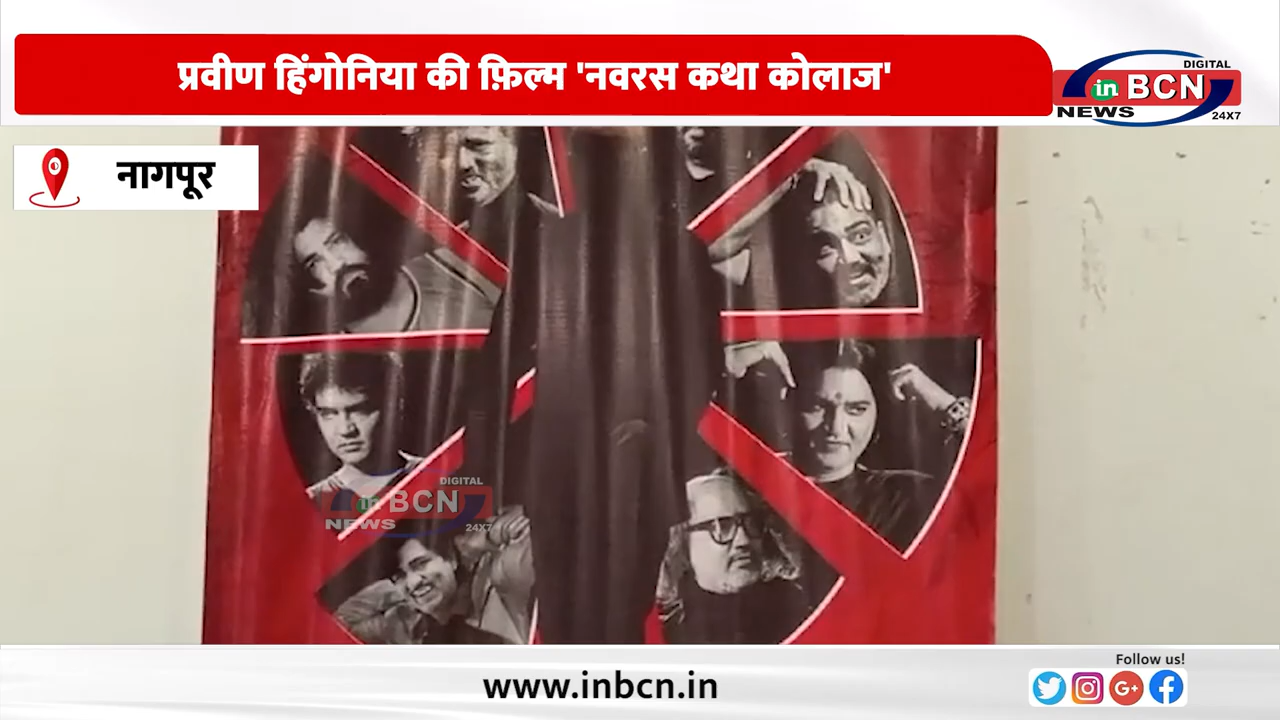 प्रवीण हिंगोनिया की फ़िल्म 'नवरस कथा कोलाज'
DIGITAL
in BCN
NEWS 24X7
नागपूर
DIGITAL
in BCN
NEWS 24X7
Follow us!
www.inbcn.in